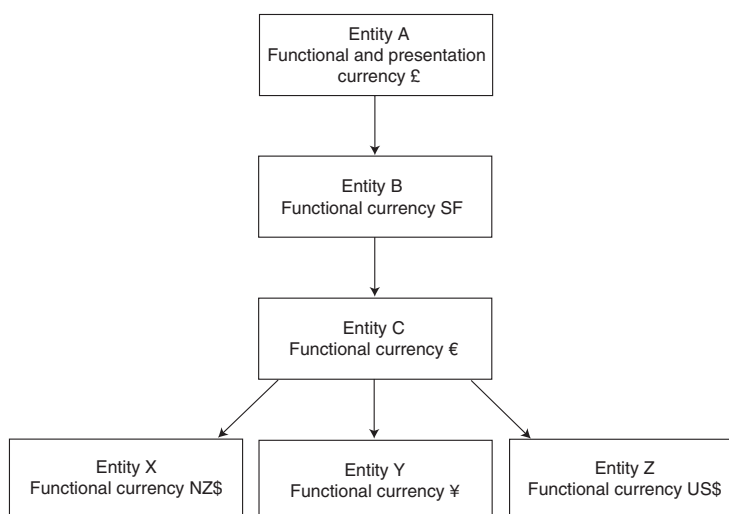 Entity A
Functional and presentation
currency £
Entity B
Functional currency SF
Entity C
Functional currency €
Entity X
Functional currency NZ$
Entity Y
Functional currency ¥
Entity Z
Functional currency US$